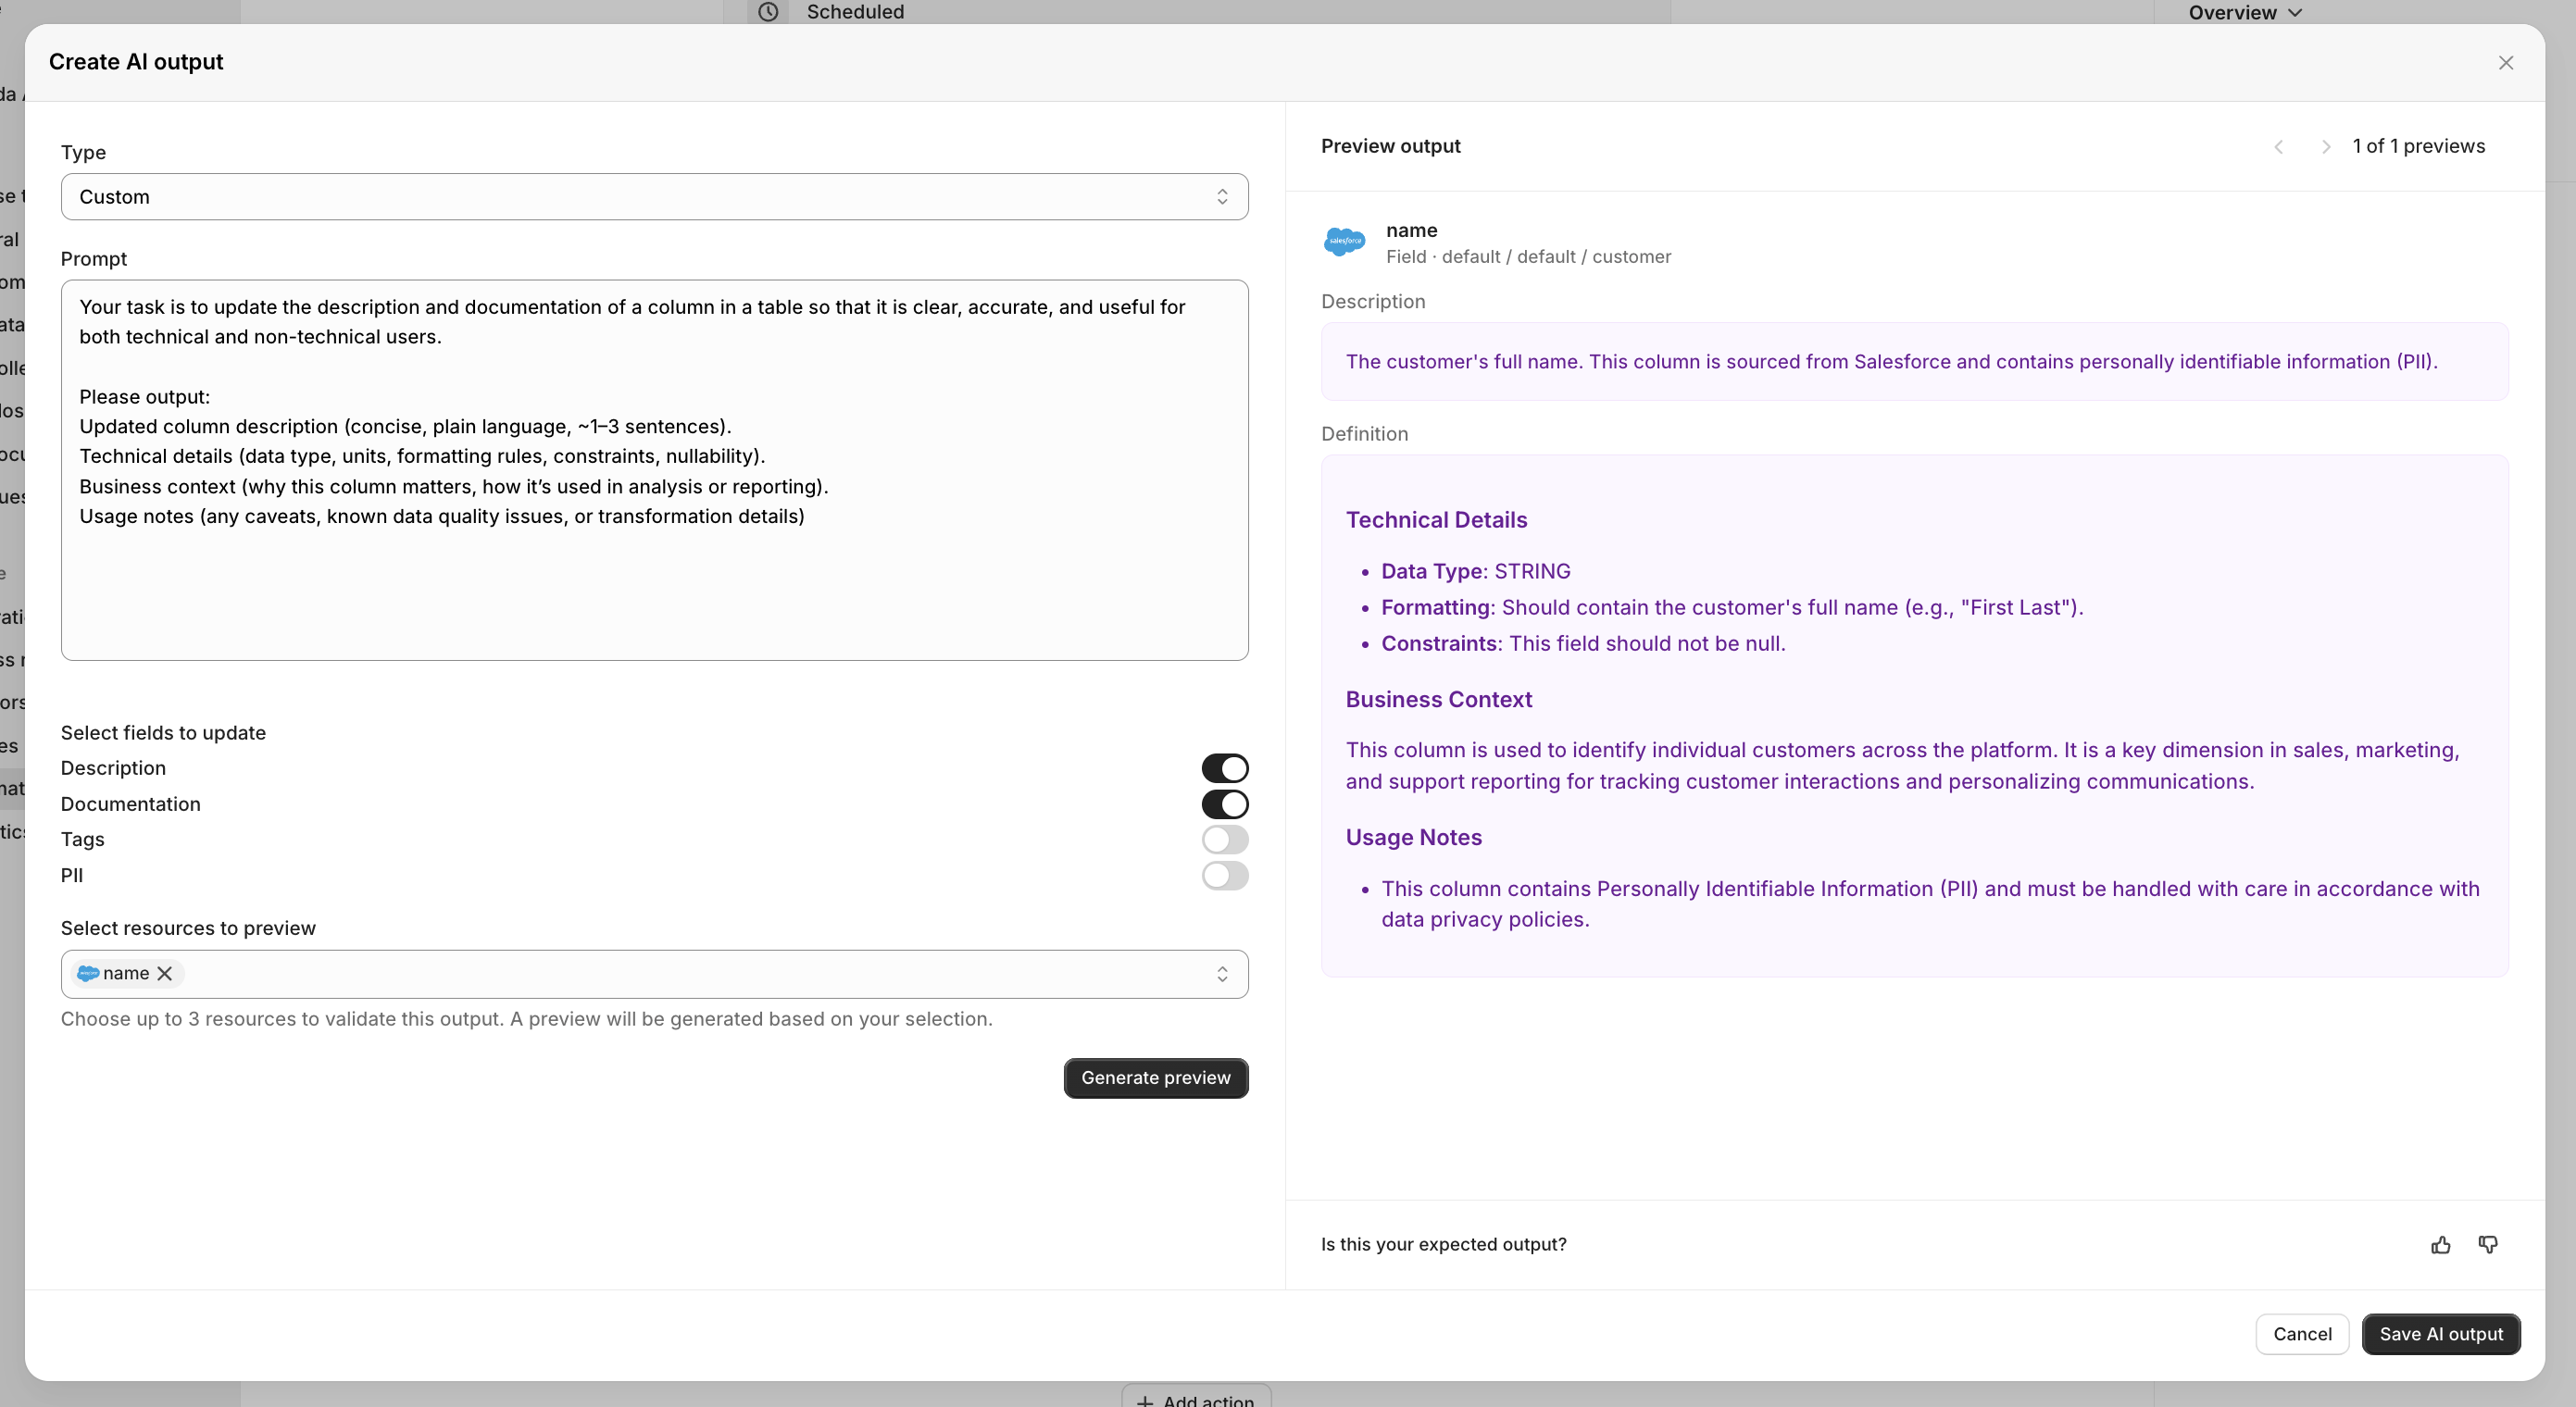 Scheduled
Overview
Create AI output
Type
Custom
Prompt
Your task is to update the description and documentation of a column in a table so that it is clear, accurate, and useful for
both technical and non-technical users.
Please output:
Updated column description (concise, plain language, ~1–3 sentences).
Technical details (data type, units, formatting rules, constraints, nullability).
Business context (why this column matters, how it’s used in analysis or reporting).
Usage notes (any caveats, known data quality issues, or transformation details)
Select fields to update
Description
Documentation
Tags
PII
Select resources to preview
name
Choose up to 3 resources to validate this output. A preview will be generated based on your selection.
Generate preview
Preview output
1 of 1 previews
salesforce
name
Field · default / default / customer
Description
The customer's full name. This column is sourced from Salesforce and contains personally identifiable information (PII).
Definition
Technical Details
• Data Type: STRING
• Formatting: Should contain the customer's full name (e.g., "First Last").
• Constraints: This field should not be null.
Business Context
This column is used to identify individual customers across the platform. It is a key dimension in sales, marketing,
and support reporting for tracking customer interactions and personalizing communications.
Usage Notes
• This column contains Personally Identifiable Information (PII) and must be handled with care in accordance with
data privacy policies.
Is this your expected output?
Cancel
Save AI output
Add action